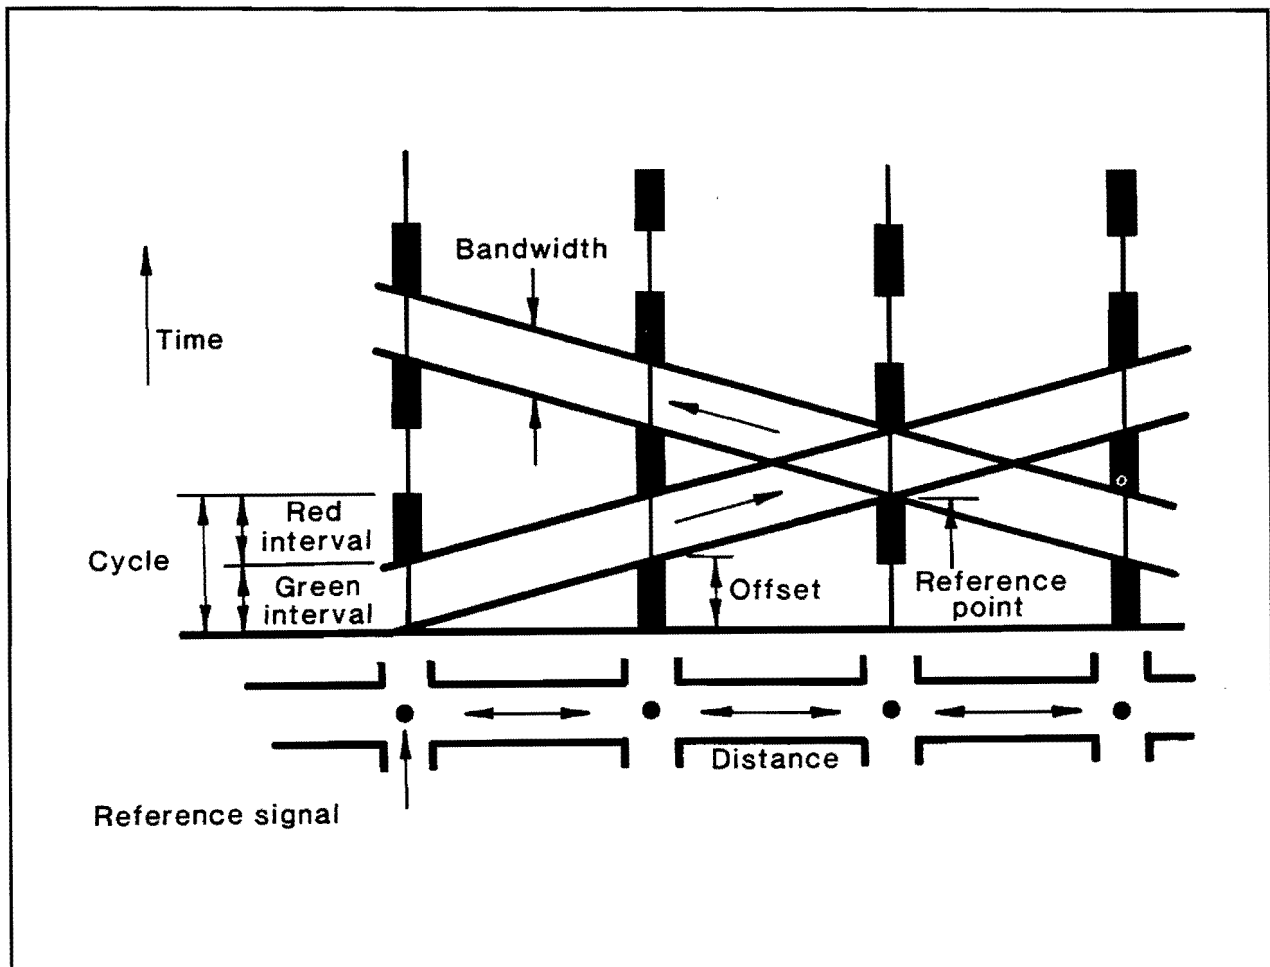 Bandwidth
Time
Red
interval
Cycle
Green
interval
Offset
Reference
point
Distance
Reference signal